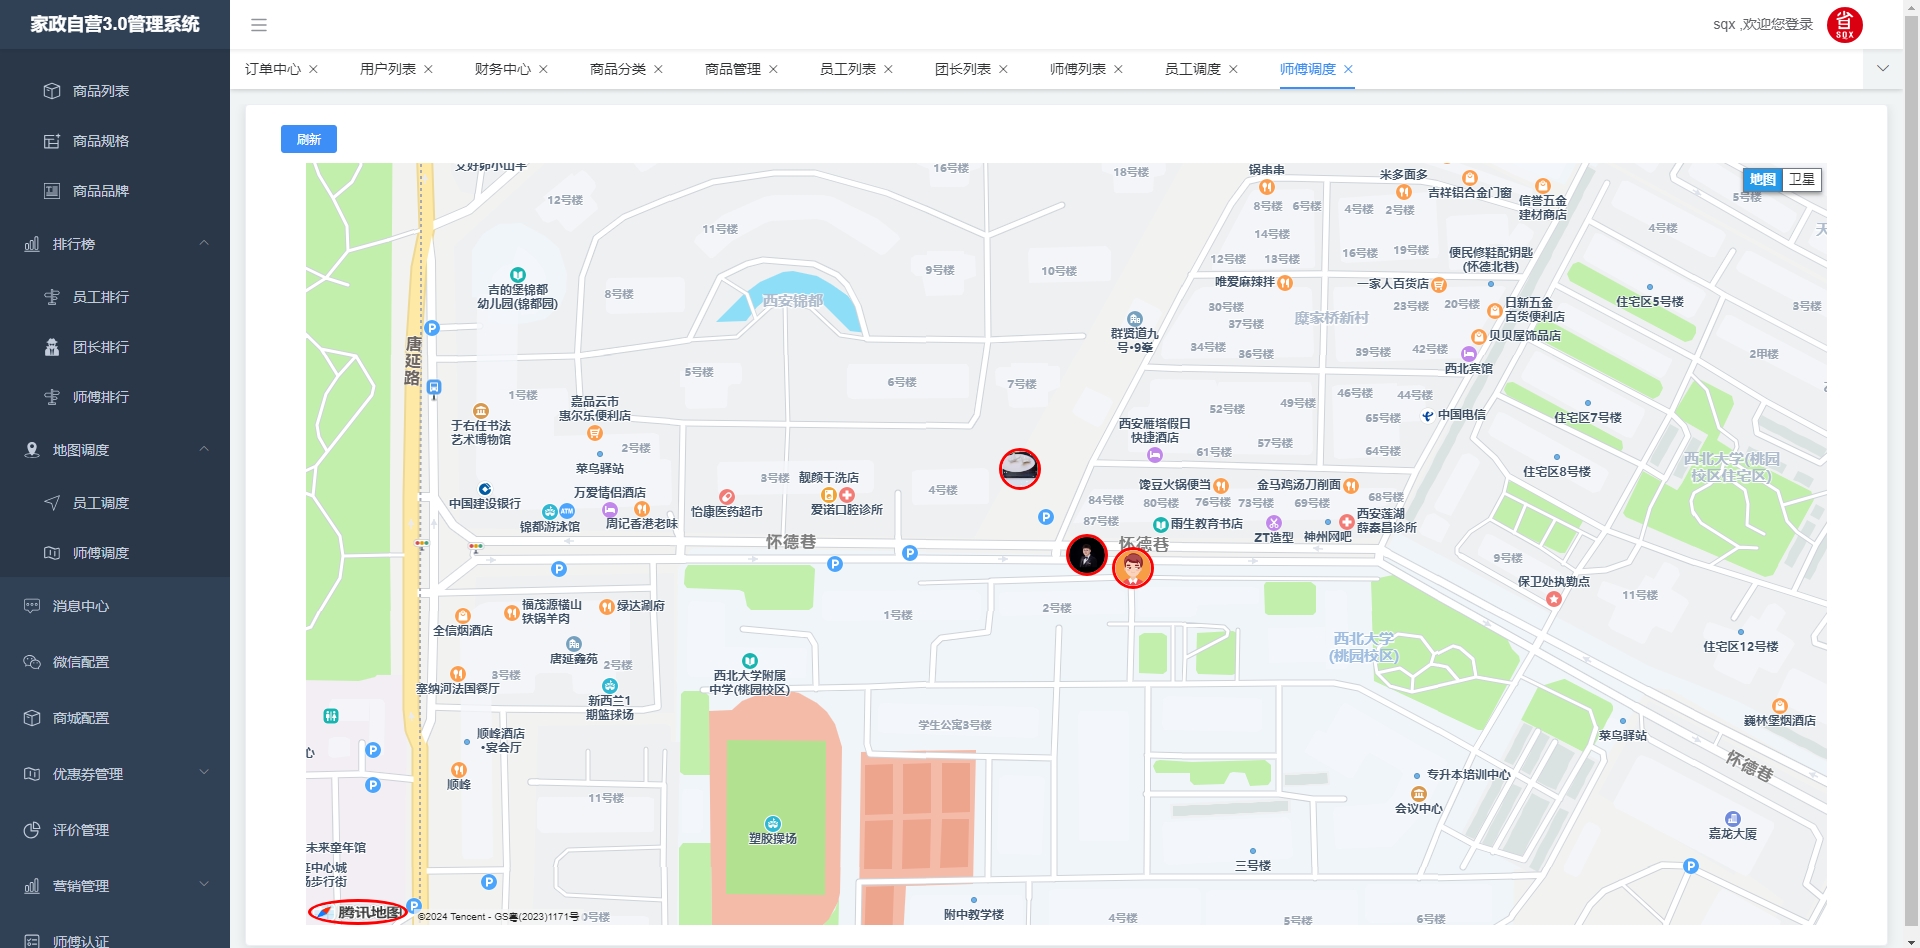 家政自营3.0管理系统
sqx ,欢迎您登录
省
SQX
订单中心
用户列表
财务中心
商品分类
商品管理
员工列表
团长列表
师傅列表
员工调度
师傅调度
商品列表
商品规格
商品品牌
排行榜
员工排行
团长排行
师傅排行
地图调度
员工调度
师傅调度
消息中心
微信配置
商城配置
优惠券管理
评价管理
营销管理
师傅认证
刷新
地图
卫星
16号楼
18号楼
锅串串
米多面多
吉祥铝合金门窗
信誉五金
建材商店
5号楼
12号楼
8号楼 6号楼
4号楼 2号楼
11号楼
14号楼
4号楼
天
12号楼 13号楼
16号楼 19号楼
便民修鞋配钥匙
(怀德北巷)
9号楼
10号楼
吉的堡锦都
幼儿园(锦都园)
8号楼
西安锦都
唯爱麻辣拌
一家人百货店
30号楼
37号楼
糜家桥新村
23号楼 20号楼
日新五金
百货便利店
住宅区5号楼
3号楼
群贤道九
号·9峯
贝贝屋饰品店
34号楼 36号楼
39号楼 42号楼
西北宾馆
2甲楼
唐延路
5号楼
6号楼
7号楼
1号楼
嘉品云市
惠尔乐便利店
52号楼
49号楼
46号楼 44号楼
65号楼
中国电信
住宅区7号楼
于右任书法
艺术博物馆
2号楼
西安雁塔假日
快捷酒店
61号楼
57号楼
64号楼
菜鸟驿站
3号楼
靓颜干洗店
4号楼
住宅区8号楼
西北大学(桃园
校区住宅区)
中国建设银行
万爱情侣酒店
ATM
锦都游泳馆
周记香港老味
怡康医药超市
爱诺口腔诊所
馋豆火锅便当
金马鸡汤刀削面
84号楼 80号楼 76号楼 73号楼 69号楼 68号楼
87号楼
雨生教育书店
ZT造型
神州网吧
西安莲湖
薛秦昌诊所
怀德巷
怀德巷
9号楼
保卫处执勤点
11号楼
福茂源横山
铁锅羊肉
绿达涮府
全信烟酒店
1号楼
2号楼
西北大学
(桃园校区)
住宅区12号楼
唐延鑫苑
2号楼
3号楼
塞纳河法国餐厅
新西兰1
期篮球场
西北大学附属
中学(桃园校区)
学生公寓3号楼
巍林堡烟酒店
菜鸟驿站
顺峰酒店
·宴会厅
顺峰
怀德巷
专升本培训中心
会议中心
11号楼
塑胶操场
嘉龙大厦
未来童年馆
三号楼
附中教学楼
腾讯地图
©2024 Tencent - GS粤(2023)1171号
4号楼
5号楼
6号楼